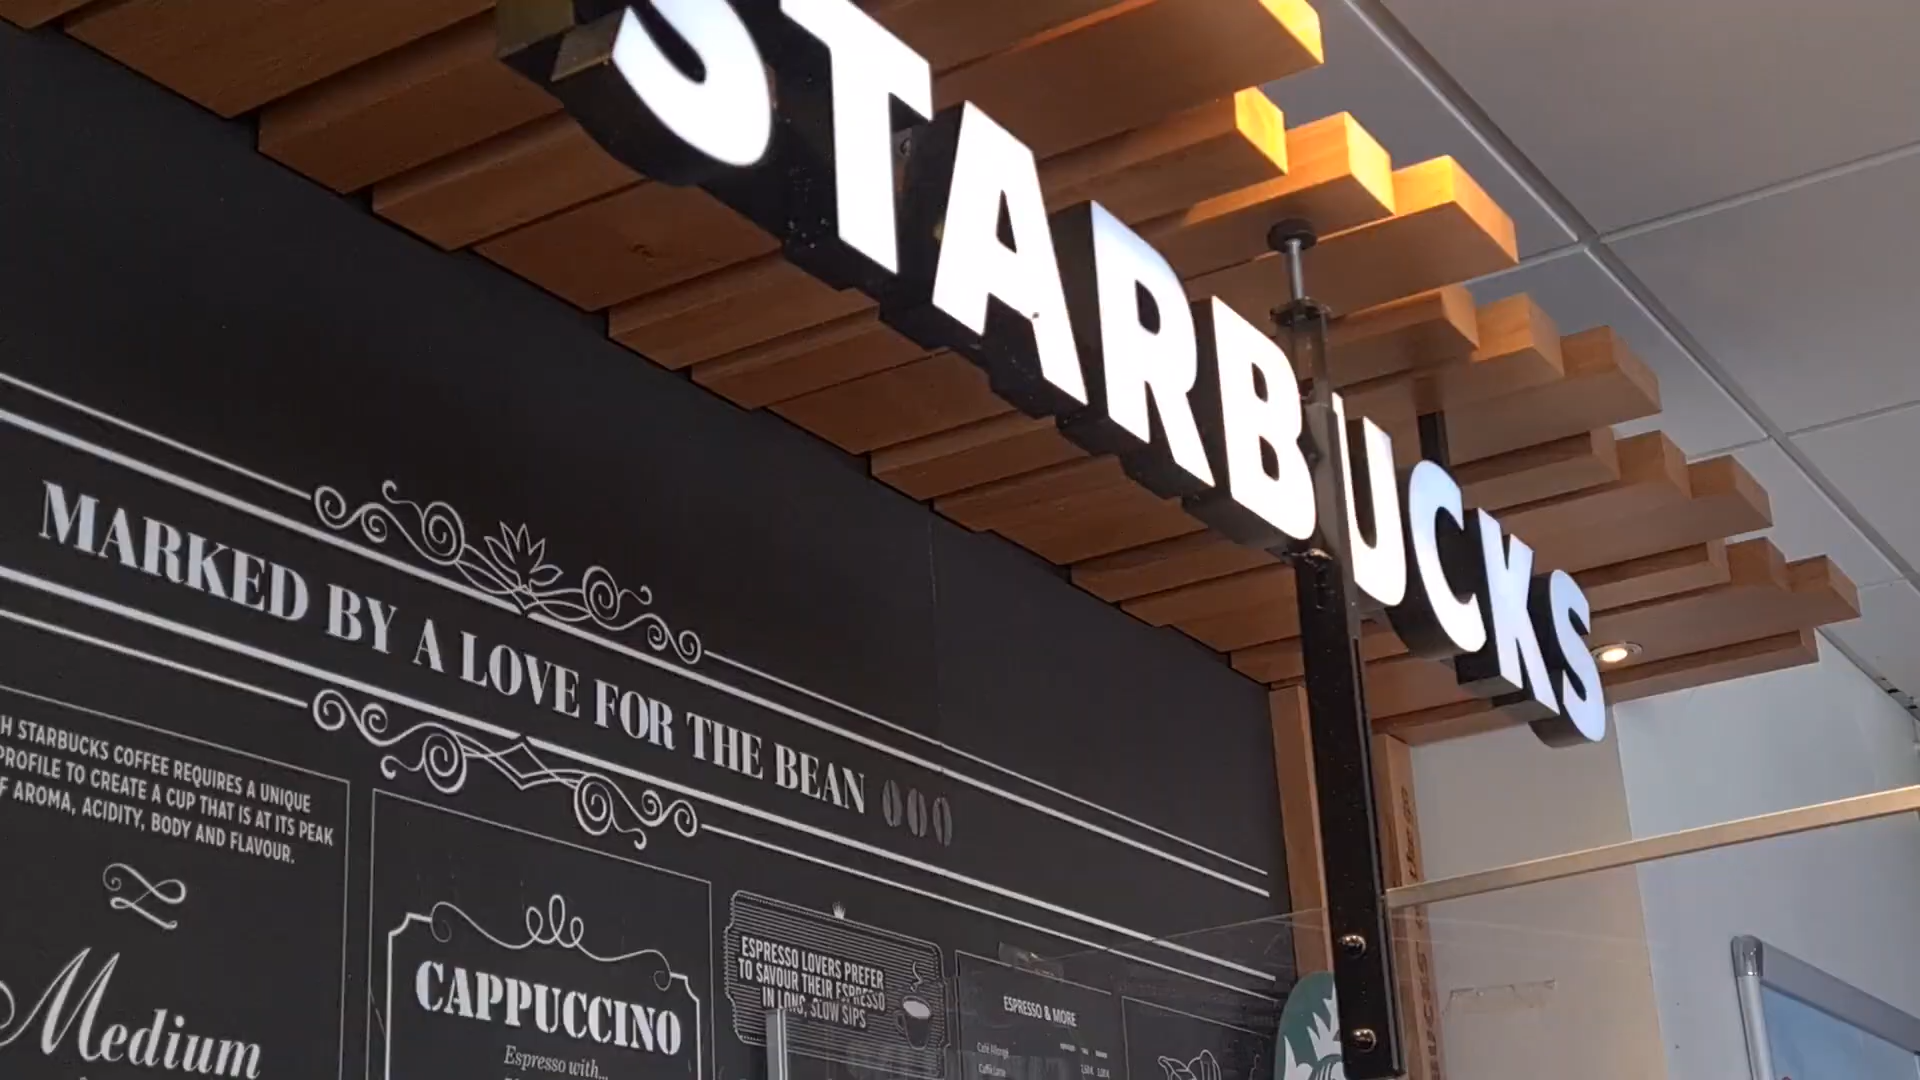 STARBUCKS
MARKED BY A LOVE FOR THE BEAN
H STARBUCKS COFFEE REQUIRES A UNIQUE
PROFILE TO CREATE A CUP THAT IS AT ITS PEAK
F AROMA, ACIDITY, BODY AND FLAVOUR.
Medium
CAPPUCCINO
Espresso with...
ESPRESSO LOVERS PREFER
TO SAVOUR THEIR ESPRESSO
IN LONG, SLOW SIPS
ESPRESSO & MORE